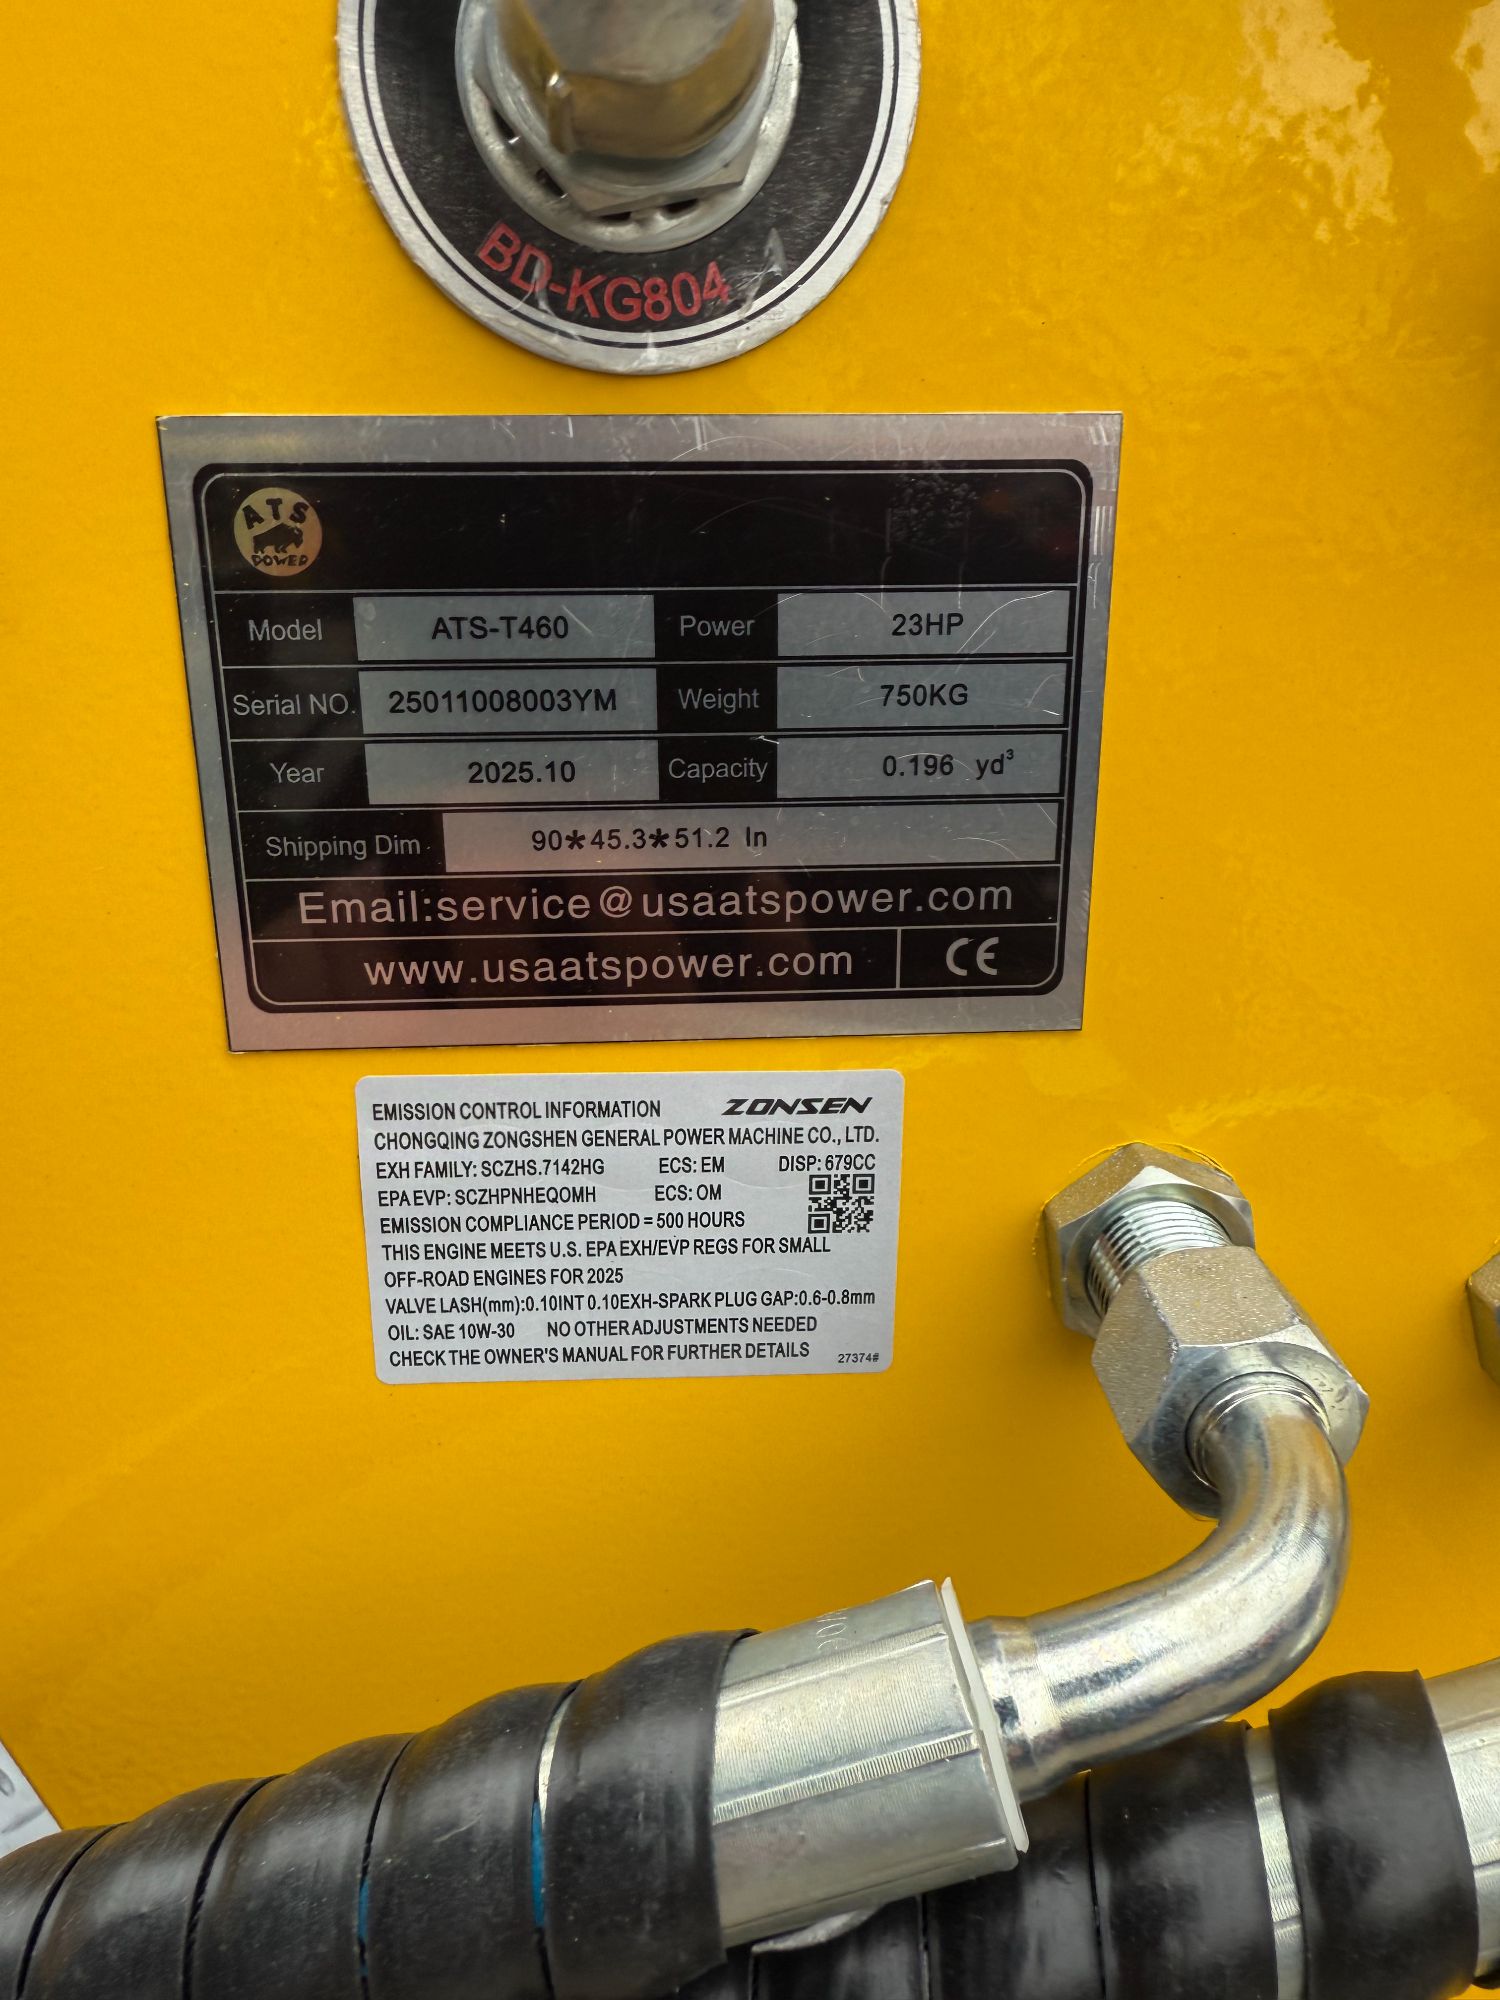 BD-KG804
ATS
POWER
Model ATS-T460 Power 23HP
Serial NO. 25011008003YM Weight 750KG
Year 2025.10 Capacity 0.196 yd³
Shipping Dim 90*45.3*51.2 In
Email:service@usaatspower.com
www.usaatspower.com CE
EMISSION CONTROL INFORMATION ZONSEN
CHONGQING ZONGSHEN GENERAL POWER MACHINE CO., LTD.
EXH FAMILY: SCZHS.7142HG ECS: EM DISP: 679CC
EPA EVP: SCZHPNHEQOMH ECS: OM
EMISSION COMPLIANCE PERIOD = 500 HOURS
THIS ENGINE MEETS U.S. EPA EXH/EVP REGS FOR SMALL
OFF-ROAD ENGINES FOR 2025
VALVE LASH(mm):0.10INT 0.10EXH-SPARK PLUG GAP:0.6-0.8mm
OIL: SAE 10W-30 NO OTHER ADJUSTMENTS NEEDED
CHECK THE OWNER'S MANUAL FOR FURTHER DETAILS 27374#